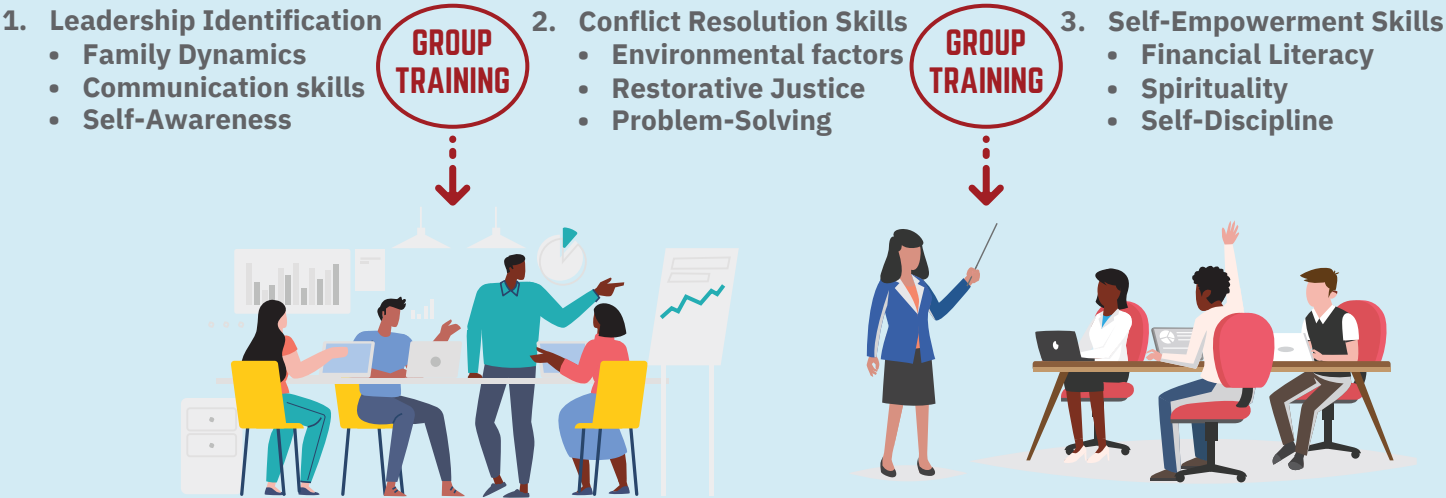 1. Leadership Identification
• Family Dynamics
• Communication skills
• Self-Awareness
GROUP
TRAINING
2. Conflict Resolution Skills
• Environmental factors
• Restorative Justice
• Problem-Solving
GROUP
TRAINING
3. Self-Empowerment Skills
• Financial Literacy
• Spirituality
• Self-Discipline